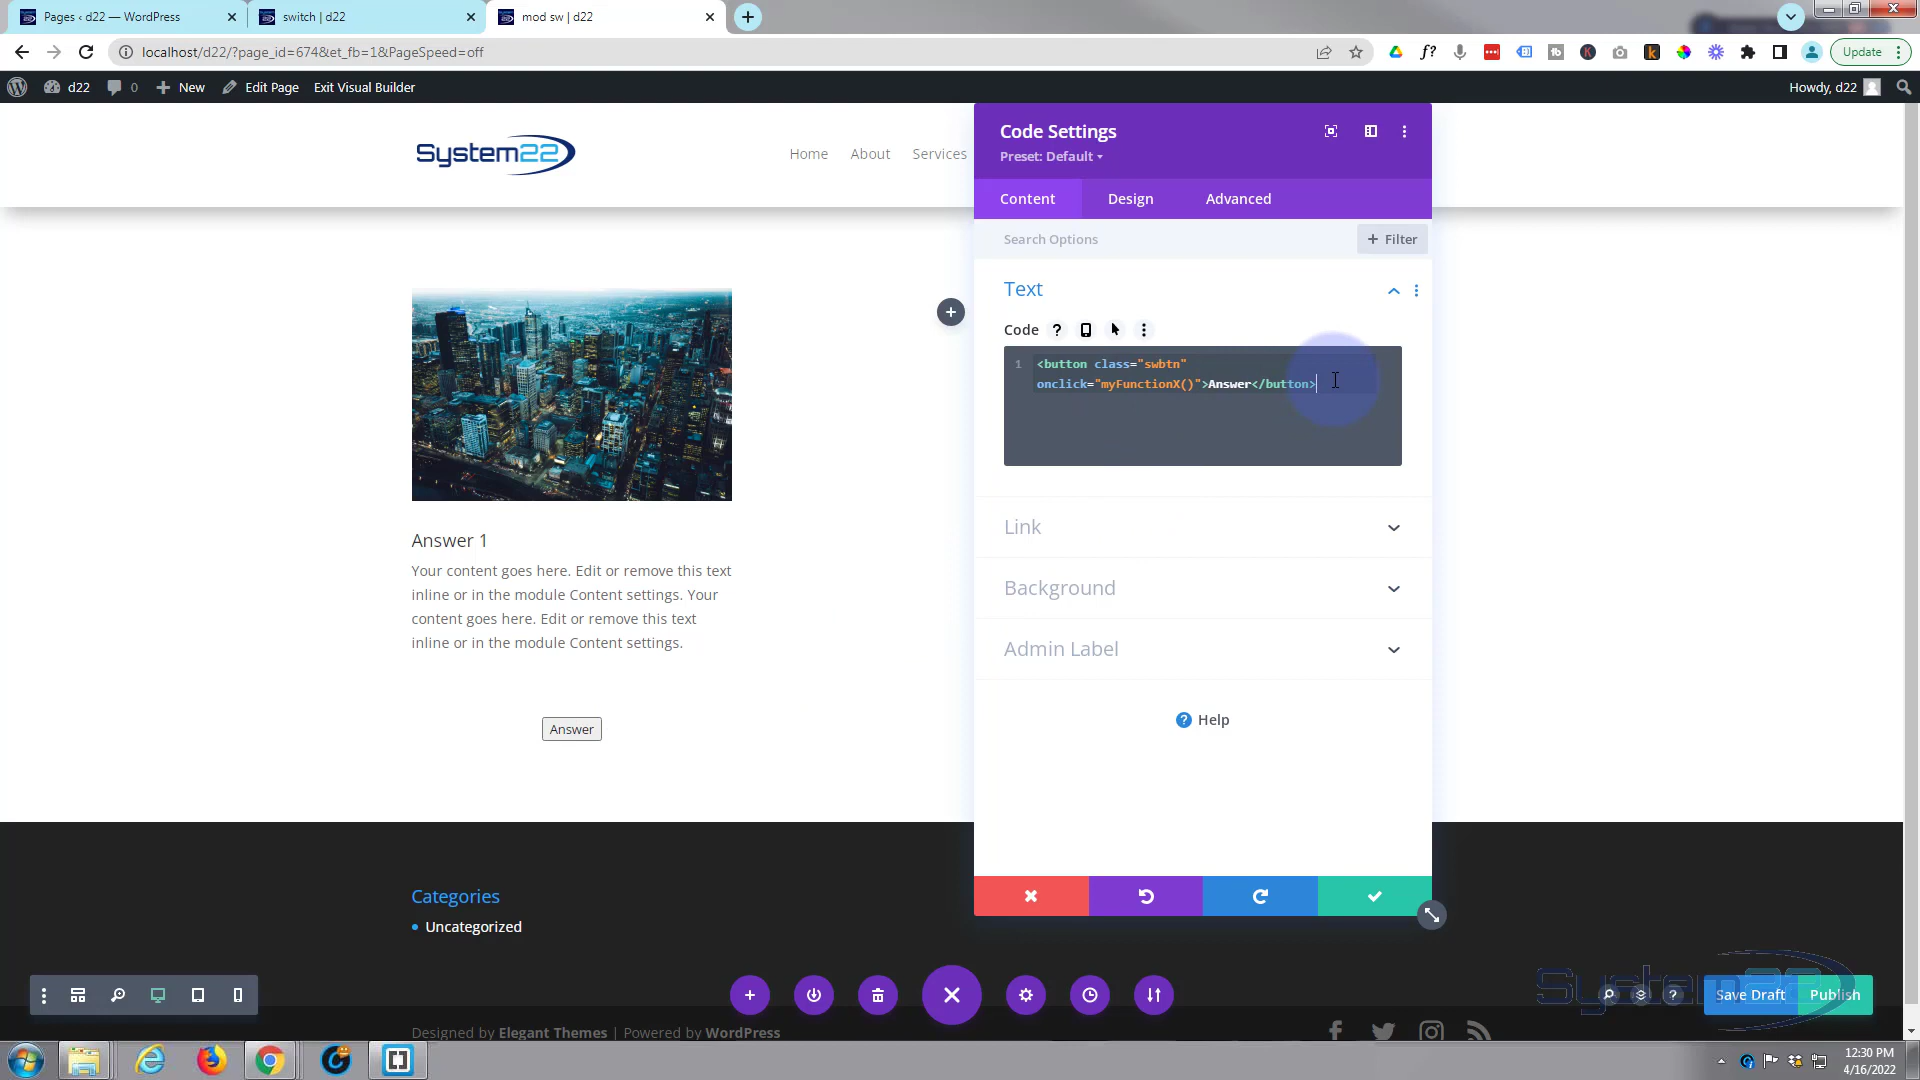 Pages ‹ d22 — WordPress
switch | d22
mod sw | d22
localhost/d22/?page_id=674&et_fb=1&PageSpeed=off
Update
d22
0
New
Edit Page
Exit Visual Builder
Howdy, d22
System22
Home
About
Services
Code Settings
Preset: Default
Content
Design
Advanced
Search Options
+ Filter
Text
Code
1
<button class="swbtn"
onclick="myFunctionX()">Answer</button>
Link
Background
Admin Label
Help
Answer 1
Your content goes here. Edit or remove this text
inline or in the module Content settings. Your
content goes here. Edit or remove this text
inline or in the module Content settings.
Answer
Categories
Uncategorized
System22
Save Draft
Publish
Designed by Elegant Themes | Powered by WordPress
12:30 PM
4/16/2022